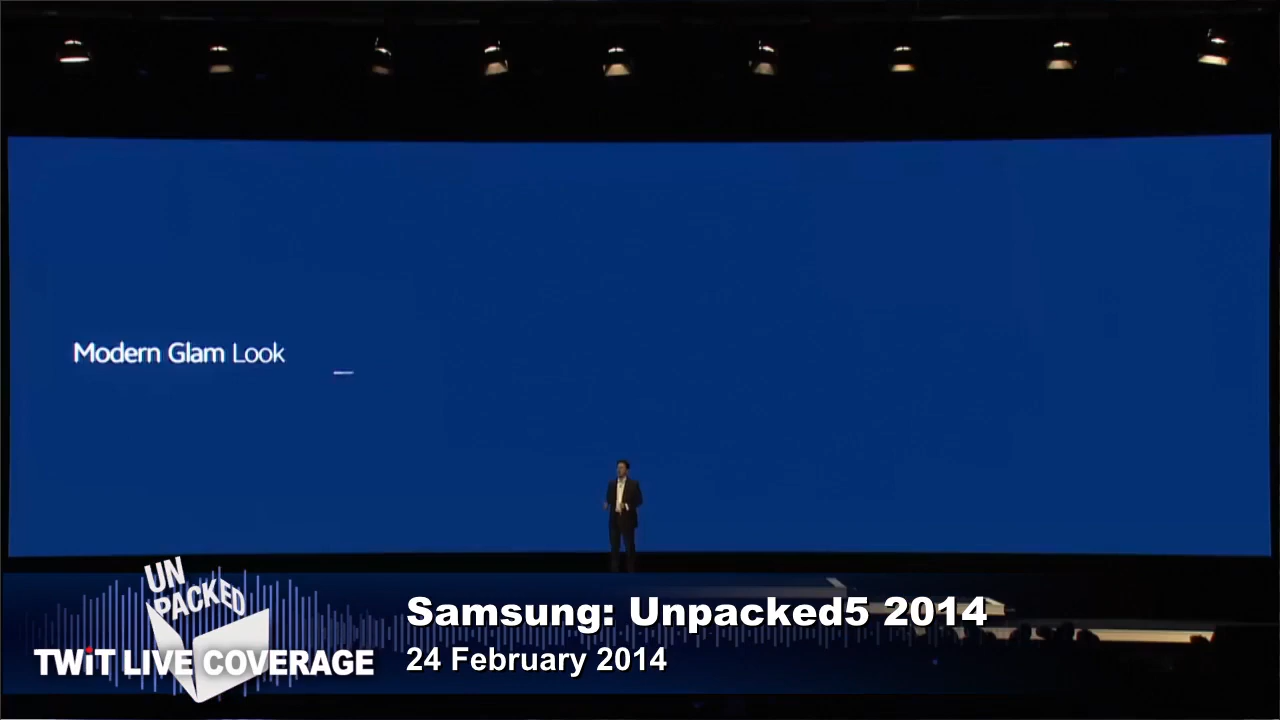 Modern Glam Look
UN
PACKED
TWiT LIVE COVERAGE
Samsung: Unpacked5 2014
24 February 2014